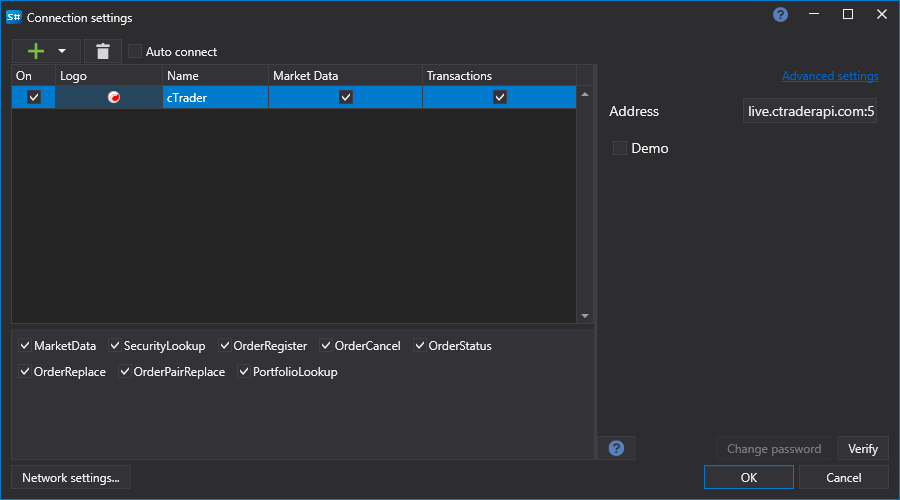 S# Connection settings ?
Auto connect
On Logo Name Market Data Transactions
cTrader
Advanced settings
Address live.ctraderapi.com:5
Demo
MarketData SecurityLookup OrderRegister OrderCancel OrderStatus
OrderReplace OrderPairReplace PortfolioLookup
? Change password Verify
Network settings... OK Cancel